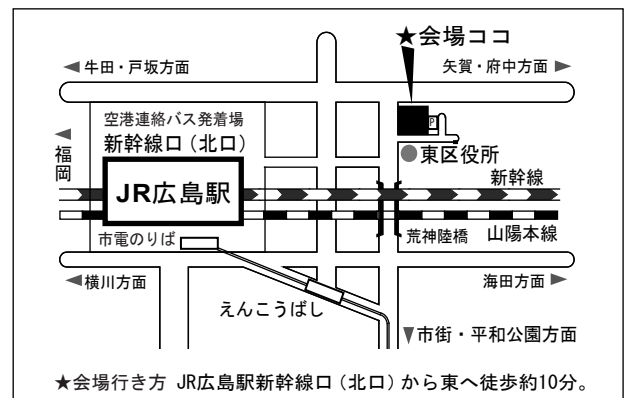 ★会場ココ
◀牛田・戸坂方面
矢賀・府中方面▶
空港連絡バス発着場
新幹線口（北口）
◀
福岡
P
●東区役所
新幹線
JR広島駅
市電のりば
荒神陸橋
山陽本線
◀横川方面
海田方面▶
えんこうばし
▼市街・平和公園方面
★会場行き方 JR広島駅新幹線口（北口）から東へ徒歩約10分。